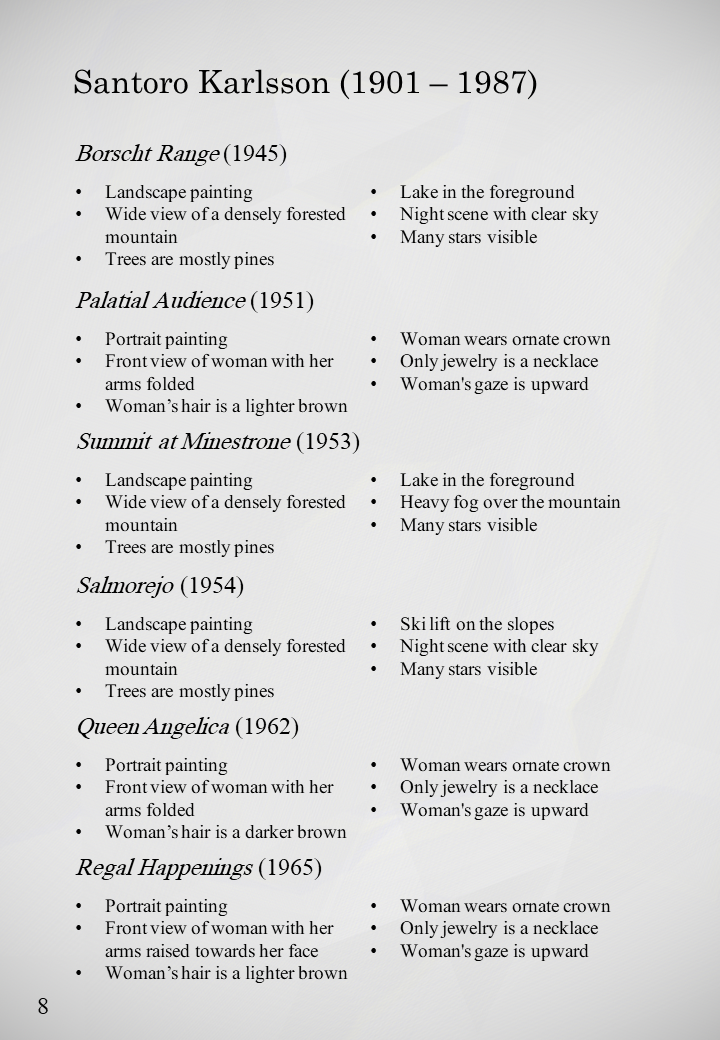 Santoro Karlsson (1901 – 1987)
Borscht Range (1945)
• Landscape painting
• Wide view of a densely forested
mountain
• Trees are mostly pines
• Lake in the foreground
• Night scene with clear sky
• Many stars visible
Palatial Audience (1951)
• Portrait painting
• Front view of woman with her
arms folded
• Woman’s hair is a lighter brown
• Woman wears ornate crown
• Only jewelry is a necklace
• Woman's gaze is upward
Summit at Minestrone (1953)
• Landscape painting
• Wide view of a densely forested
mountain
• Trees are mostly pines
• Lake in the foreground
• Heavy fog over the mountain
• Many stars visible
Salmorejo (1954)
• Landscape painting
• Wide view of a densely forested
mountain
• Trees are mostly pines
• Ski lift on the slopes
• Night scene with clear sky
• Many stars visible
Queen Angelica (1962)
• Portrait painting
• Front view of woman with her
arms folded
• Woman’s hair is a darker brown
• Woman wears ornate crown
• Only jewelry is a necklace
• Woman's gaze is upward
Regal Happenings (1965)
• Portrait painting
• Front view of woman with her
arms raised towards her face
• Woman’s hair is a lighter brown
• Woman wears ornate crown
• Only jewelry is a necklace
• Woman's gaze is upward
8